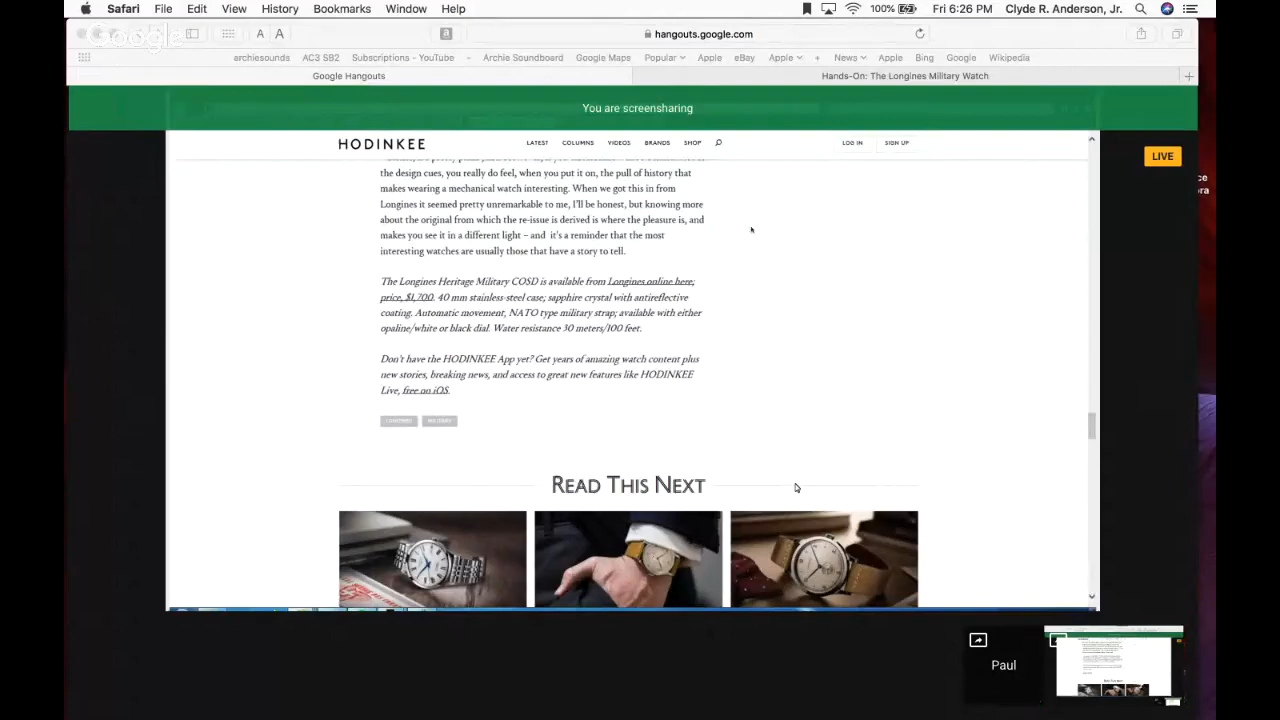 Safari File Edit View History Bookmarks Window Help 100% Fri 6:26 PM Clyde R. Anderson, Jr.
Google
A A a hangouts.google.com
archiesounds AC3 SB2 Subscriptions - YouTube Archie Soundboard Google Maps Popular Apple eBay Apple + News Apple Bing Google Wikipedia
Google Hangouts Hands-On: The Longines Military Watch
You are screensharing
HODINKEE LATEST COLUMNS VIDEOS BRANDS SHOP LOG IN SIGN UP
LIVE
the design cues, you really do feel, when you put it on, the pull of history that
makes wearing a mechanical watch interesting. When we got this in from
Longines it seemed pretty unremarkable to me, I'll be honest, but knowing more
about the original from which the re-issue is derived is where the pleasure is, and
makes you see it in a different light – and it's a reminder that the most
interesting watches are usually those that have a story to tell.
The Longines Heritage Military COSD is available from Longines online here;
price, $1,700. 40 mm stainless-steel case; sapphire crystal with antireflective
coating. Automatic movement, NATO type military strap; available with either
opaline/white or black dial. Water resistance 30 meters/100 feet.
Don't have the HODINKEE App yet? Get years of amazing watch content plus
new stories, breaking news, and access to great new features like HODINKEE
Live, free on iOS.
LONGINES MILITARY
READ THIS NEXT
Paul